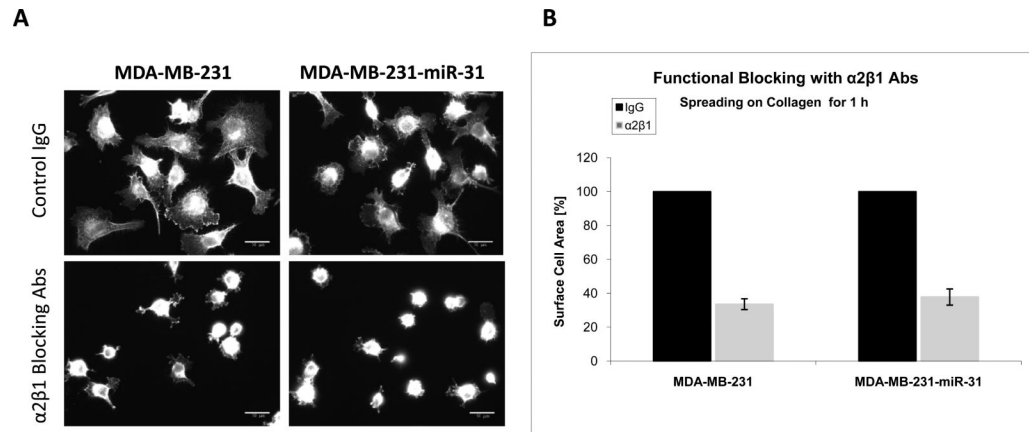 A
B
MDA-MB-231
MDA-MB-231-miR-31
Control IgG
α2β1 Blocking Abs
Functional Blocking with α2β1 Abs
Spreading on Collagen for 1 h
IgG
α2β1
Surface Cell Area [%]
120
100
80
60
40
20
0
MDA-MB-231
MDA-MB-231-miR-31